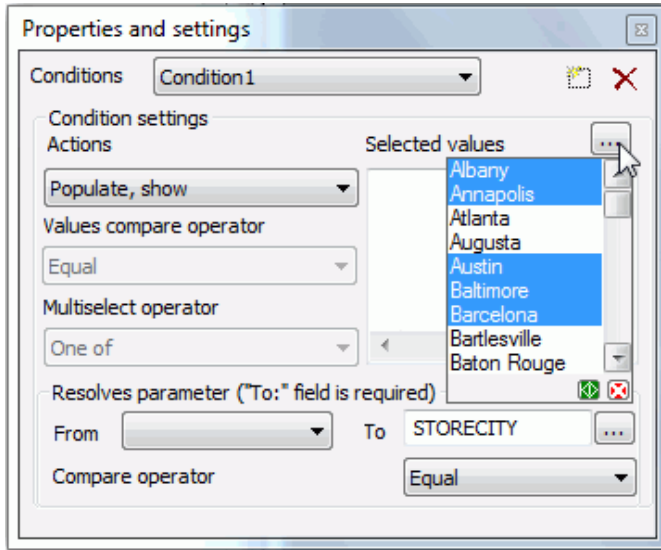 Properties and settings
Conditions Condition1
Condition settings
Actions Selected values ...
Populate, show
Values compare operator
Equal
Multiselect operator
One of
Albany
Annapolis
Atlanta
Augusta
Austin
Baltimore
Barcelona
Bartlesville
Baton Rouge
Resolves parameter ("To:" field is required)
From To STORECITY ...
Compare operator Equal